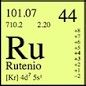 101.07 44
710.2
2.20
Ru
Rutenio
[Kr] 4d⁷ 5s¹